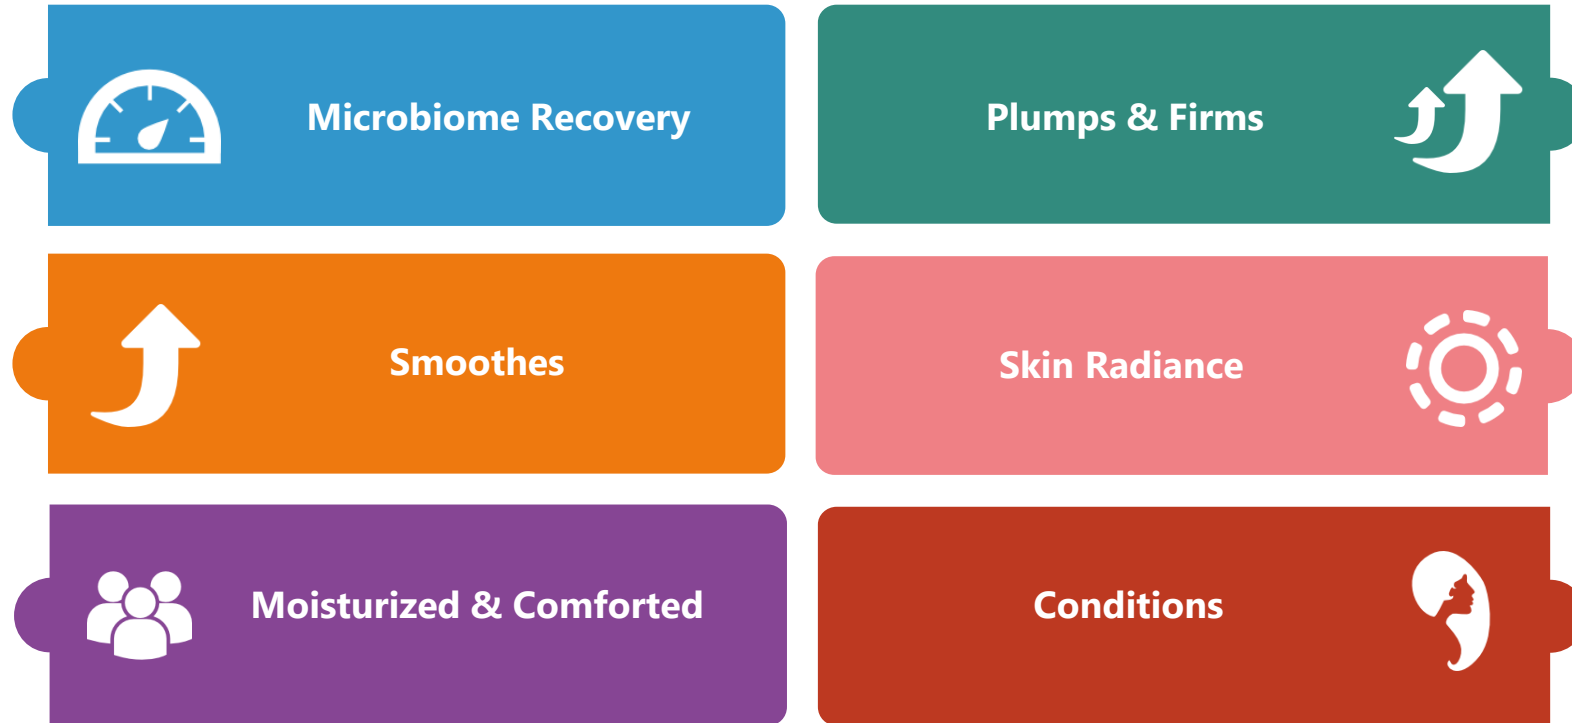 Microbiome Recovery
Plumps & Firms
Smoothes
Skin Radiance
Moisturized & Comforted
Conditions